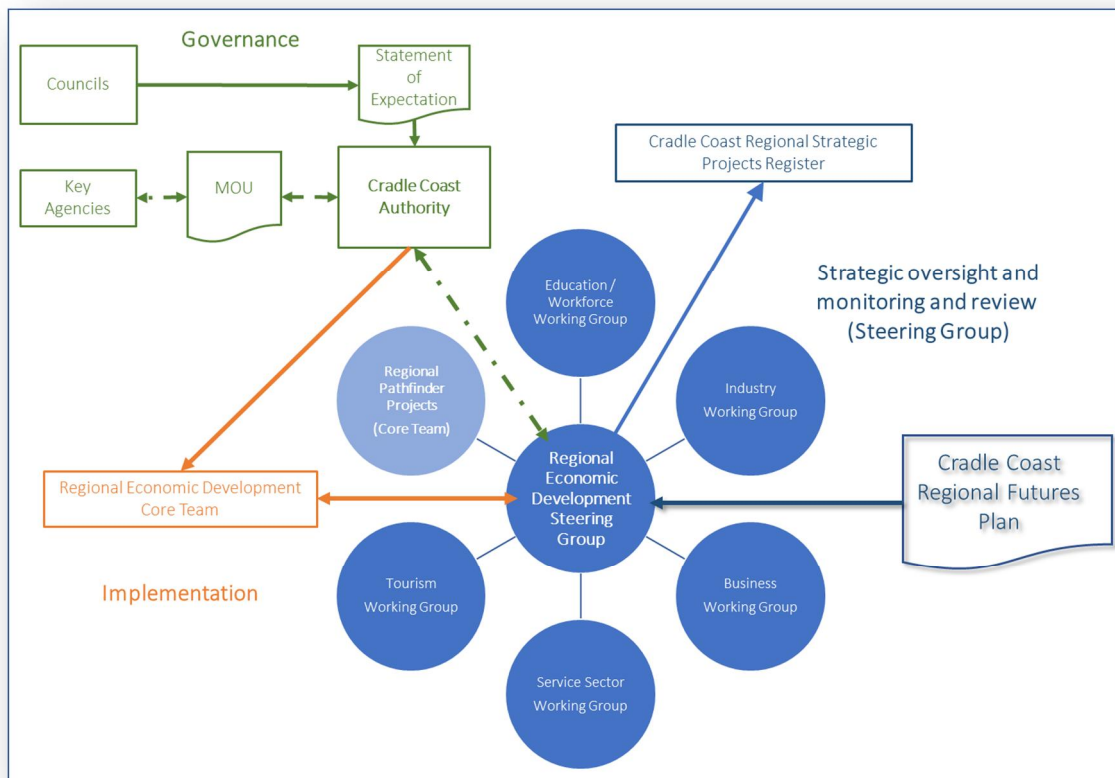 Governance
Councils
Statement
of
Expectation
Key
Agencies
MOU
Cradle Coast
Authority
Cradle Coast Regional Strategic
Projects Register
Education /
Workforce
Working Group
Strategic oversight and
monitoring and review
(Steering Group)
Regional
Pathfinder
Projects
(Core Team)
Industry
Working Group
Regional
Economic
Development
Steering
Group
Cradle Coast
Regional Futures
Plan
Regional Economic Development
Core Team
Implementation
Tourism
Working Group
Business
Working Group
Service Sector
Working Group